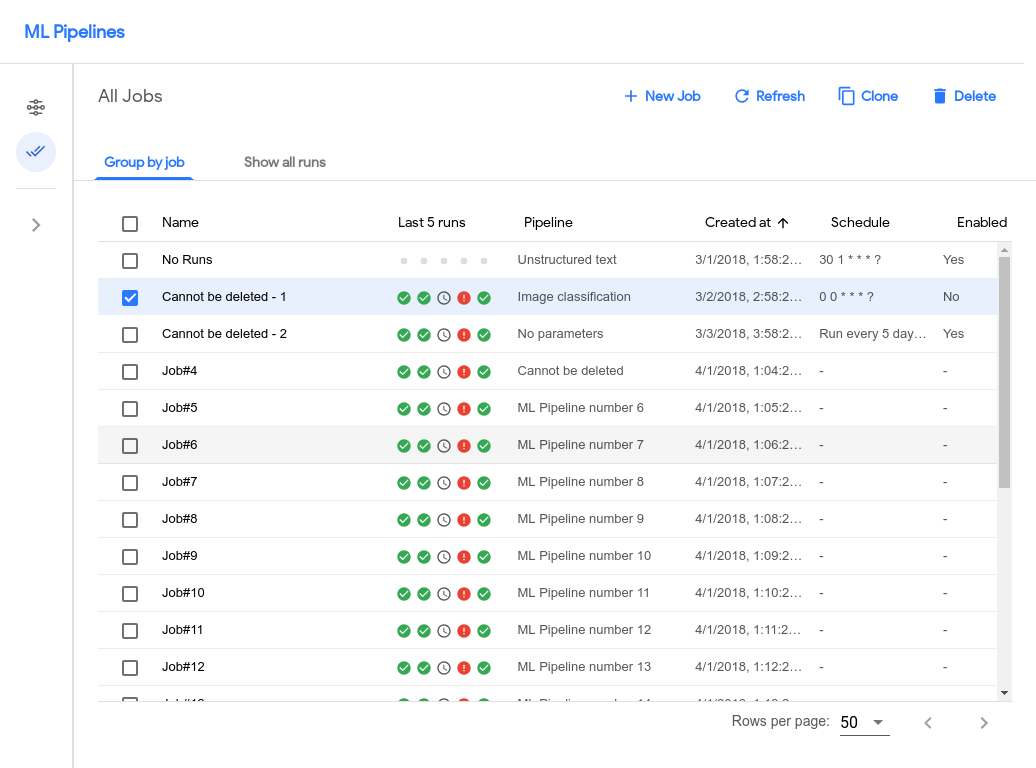 ML Pipelines
All Jobs
New Job Refresh Clone Delete
Group by job Show all runs
Name Last 5 runs Pipeline Created at Schedule Enabled
No Runs Unstructured text 3/1/2018, 1:58:2... 30 1 * * * ? Yes
Cannot be deleted - 1 Image classification 3/2/2018, 2:58:2... 0 0 * * * ? No
Cannot be deleted - 2 No parameters 3/3/2018, 3:58:2... Run every 5 day... Yes
Job#4 Cannot be deleted 4/1/2018, 1:04:2... - -
Job#5 ML Pipeline number 6 4/1/2018, 1:05:2... - -
Job#6 ML Pipeline number 7 4/1/2018, 1:06:2... - -
Job#7 ML Pipeline number 8 4/1/2018, 1:07:2... - -
Job#8 ML Pipeline number 9 4/1/2018, 1:08:2... - -
Job#9 ML Pipeline number 10 4/1/2018, 1:09:2... - -
Job#10 ML Pipeline number 11 4/1/2018, 1:10:2... - -
Job#11 ML Pipeline number 12 4/1/2018, 1:11:2... - -
Job#12 ML Pipeline number 13 4/1/2018, 1:12:2... - -
Rows per page: 50